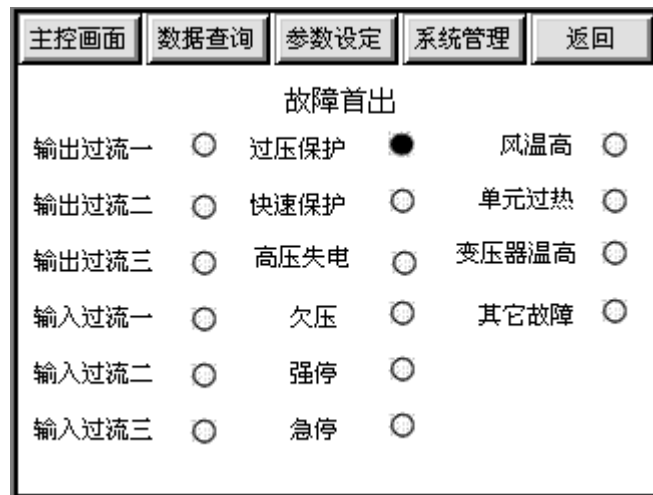 主控画面 数据查询 参数设定 系统管理 返回
故障首出
输出过流一 过压保护 风温高
输出过流二 快速保护 单元过热
输出过流三 高压失电 变压器温高
输入过流一 欠压 其它故障
输入过流二 强停
输入过流三 急停